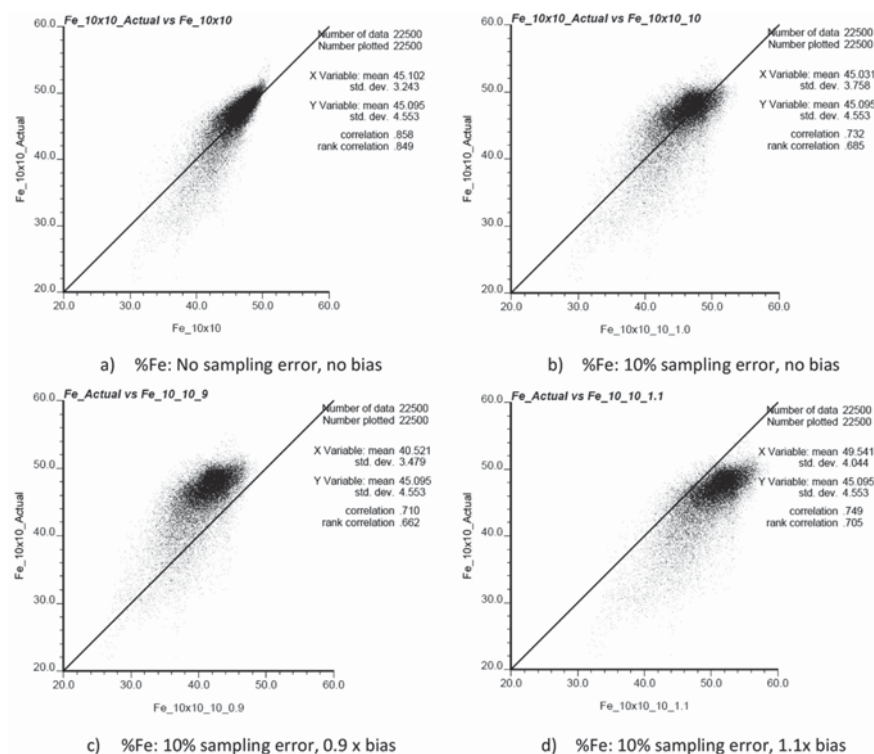 Fe_10x10_Actual vs Fe_10x10
60.0
50.0
40.0
30.0
20.0
Fe_10x10_Actual
20.0 30.0 40.0 50.0 60.0
Fe_10x10
Number of data 22500
Number plotted 22500
X Variable: mean 45.102
std. dev. 3.243
Y Variable: mean 45.095
std. dev. 4.553
correlation .858
rank correlation .849
a) %Fe: No sampling error, no bias
Fe_10x10_Actual vs Fe_10x10_10
60.0
50.0
40.0
30.0
20.0
Fe_10x10_Actual
20.0 30.0 40.0 50.0 60.0
Fe_10x10_10_1.0
Number of data 22500
Number plotted 22500
X Variable: mean 45.031
std. dev. 3.758
Y Variable: mean 45.095
std. dev. 4.553
correlation .732
rank correlation .685
b) %Fe: 10% sampling error, no bias
Fe_Actual vs Fe_10_10_9
60.0
50.0
40.0
30.0
20.0
Fe_10x10_Actual
20.0 30.0 40.0 50.0 60.0
Fe_10x10_10_0.9
Number of data 22500
Number plotted 22500
X Variable: mean 40.521
std. dev. 3.479
Y Variable: mean 45.095
std. dev. 4.553
correlation .710
rank correlation .662
c) %Fe: 10% sampling error, 0.9 x bias
Fe_Actual vs Fe_10_10_1.1
60.0
50.0
40.0
30.0
20.0
Fe_10x10_Actual
20.0 30.0 40.0 50.0 60.0
Fe_10x10_10_1.1
Number of data 22500
Number plotted 22500
X Variable: mean 49.541
std. dev. 4.044
Y Variable: mean 45.095
std. dev. 4.553
correlation .749
rank correlation .705
d) %Fe: 10% sampling error, 1.1x bias